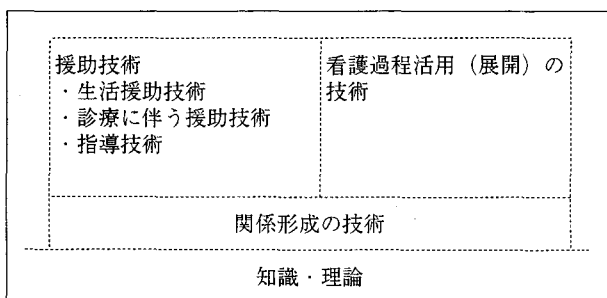 援助技術
・生活援助技術
・診療に伴う援助技術
・指導技術
看護過程活用（展開）の
技術
関係形成の技術
知識・理論